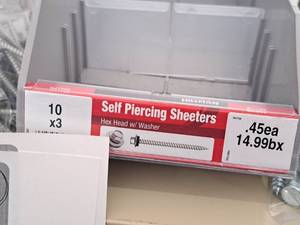 10
x3
Self Piercing Sheeters
Hex Head w/ Washer
.45ea
14.99bx